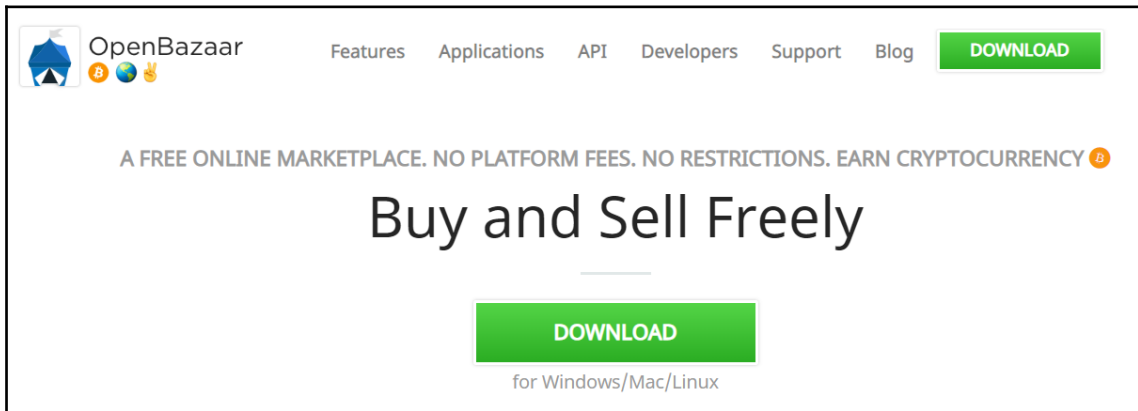 OpenBazaar
Features Applications API Developers Support Blog DOWNLOAD
A FREE ONLINE MARKETPLACE. NO PLATFORM FEES. NO RESTRICTIONS. EARN CRYPTOCURRENCY
Buy and Sell Freely
DOWNLOAD
for Windows/Mac/Linux